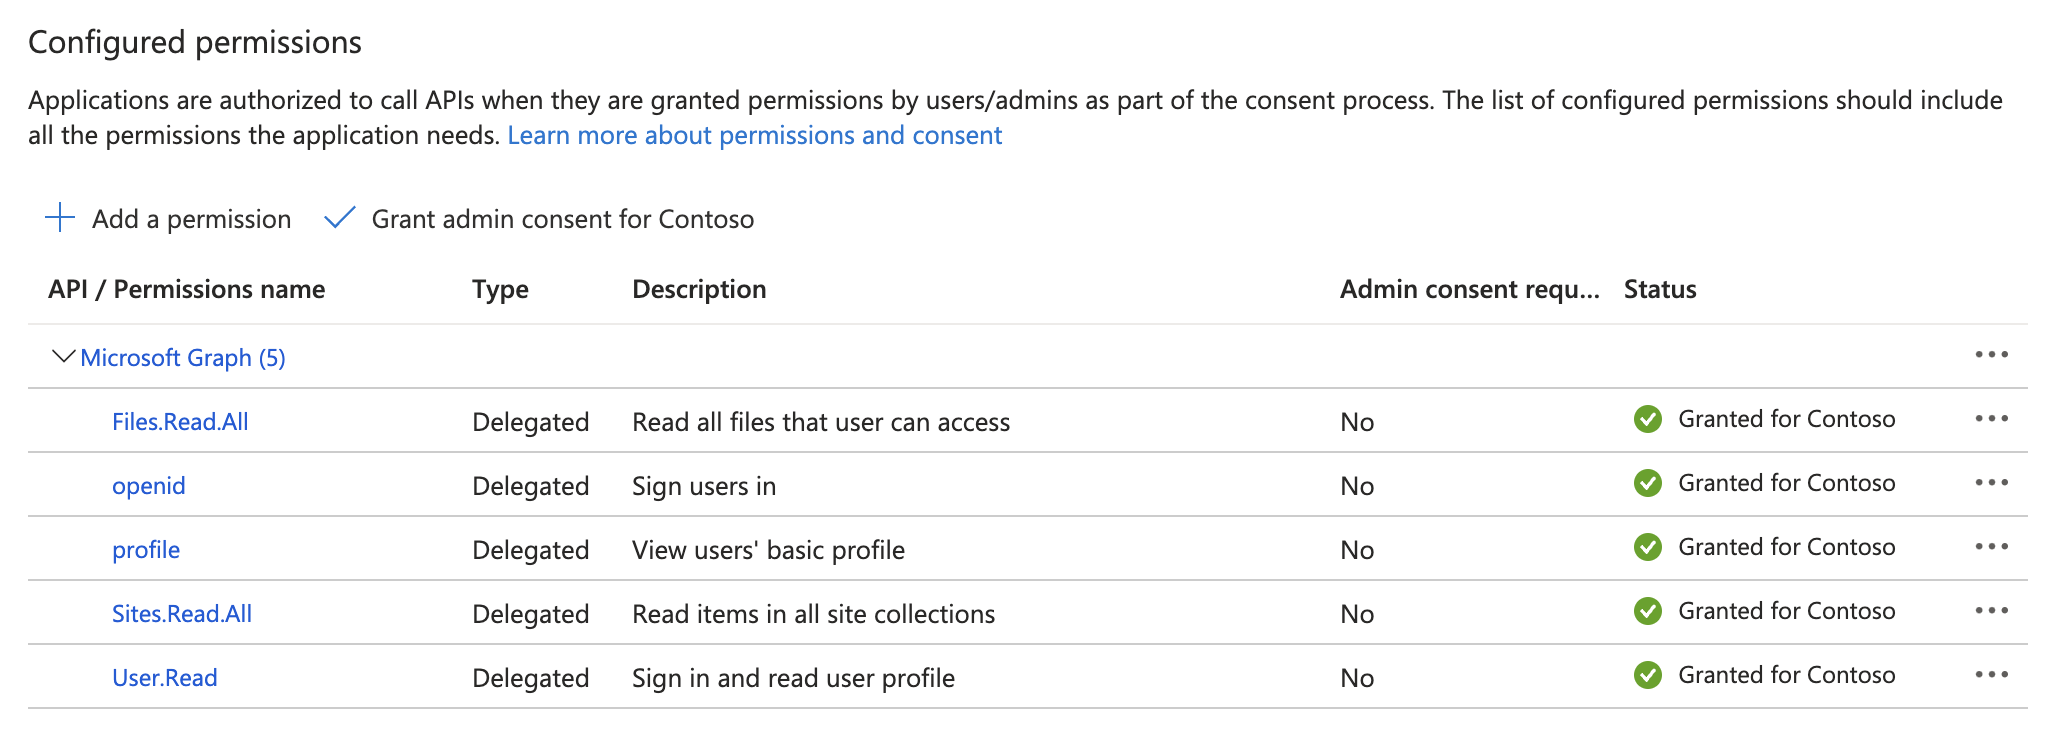 Configured permissions
Applications are authorized to call APIs when they are granted permissions by users/admins as part of the consent process. The list of configured permissions should include
all the permissions the application needs. Learn more about permissions and consent
Add a permission Grant admin consent for Contoso
API / Permissions name Type Description Admin consent requ... Status
Microsoft Graph (5)
Files.Read.All Delegated Read all files that user can access No Granted for Contoso
openid Delegated Sign users in No Granted for Contoso
profile Delegated View users' basic profile No Granted for Contoso
Sites.Read.All Delegated Read items in all site collections No Granted for Contoso
User.Read Delegated Sign in and read user profile No Granted for Contoso